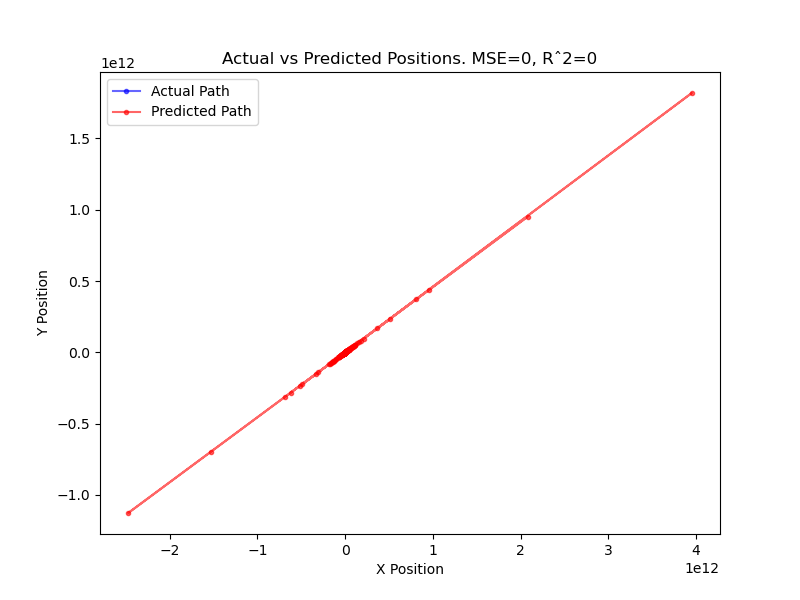 Actual vs Predicted Positions. MSE=0, Rˆ2=0
1e12
Actual Path
Predicted Path
1.5
1.0
0.5
0.0
−0.5
−1.0
Y Position
−2 −1 0 1 2 3 4
1e12
X Position